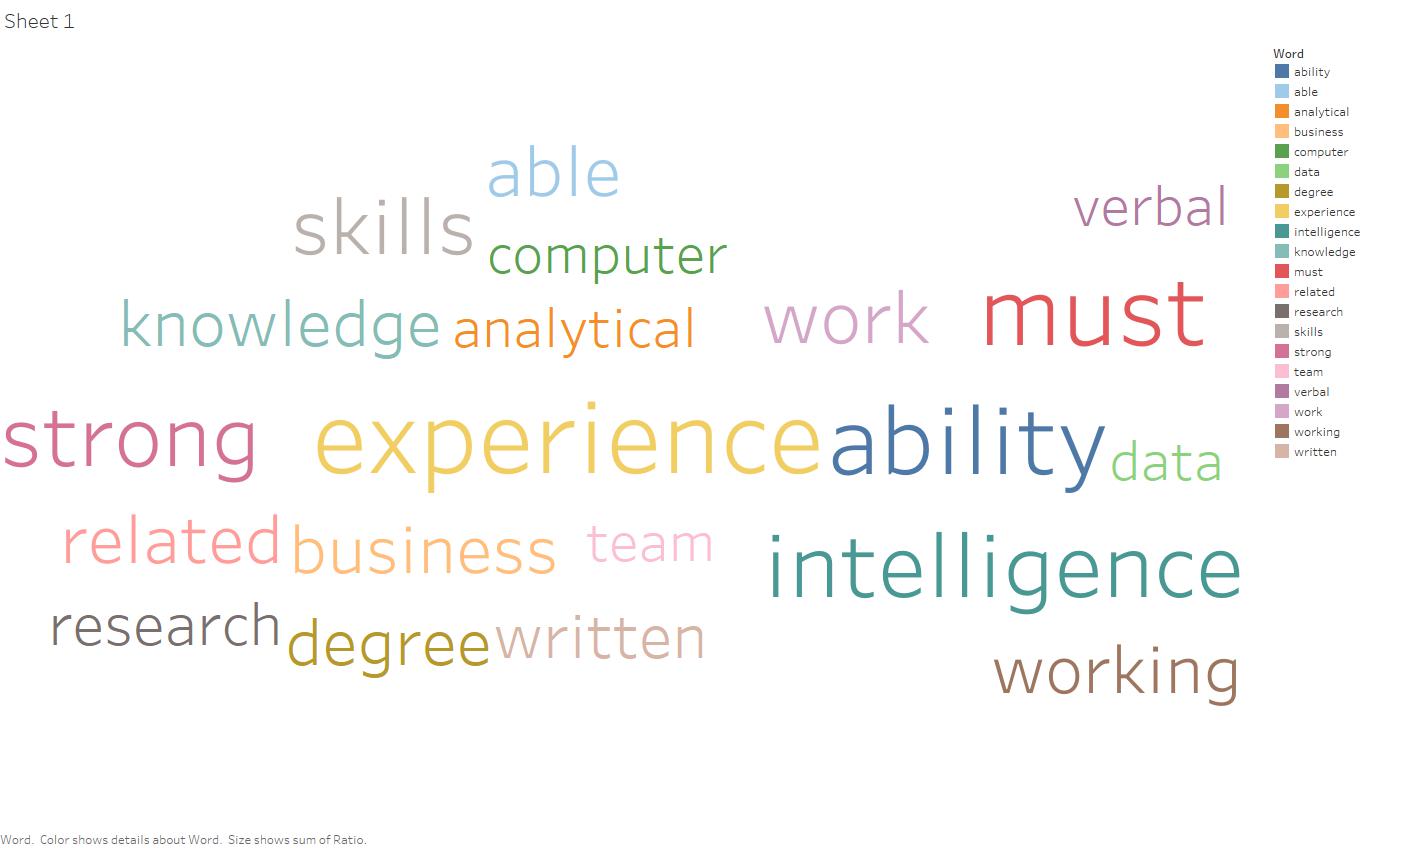 Sheet 1
able
skills
verbal
computer
knowledge
analytical
work
must
strong
experience
ability
data
related
business
team
intelligence
research
degree
written
working
Word
ability
able
analytical
business
computer
data
degree
experience
intelligence
knowledge
must
related
research
skills
strong
team
verbal
work
working
written
Word. Color shows details about Word. Size shows sum of Ratio.